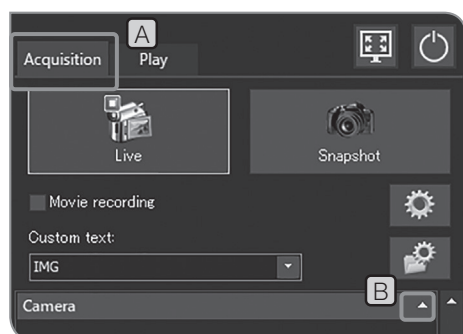 A
Acquisition Play
Live Snapshot
Movie recording
Custom text:
IMG
B
Camera